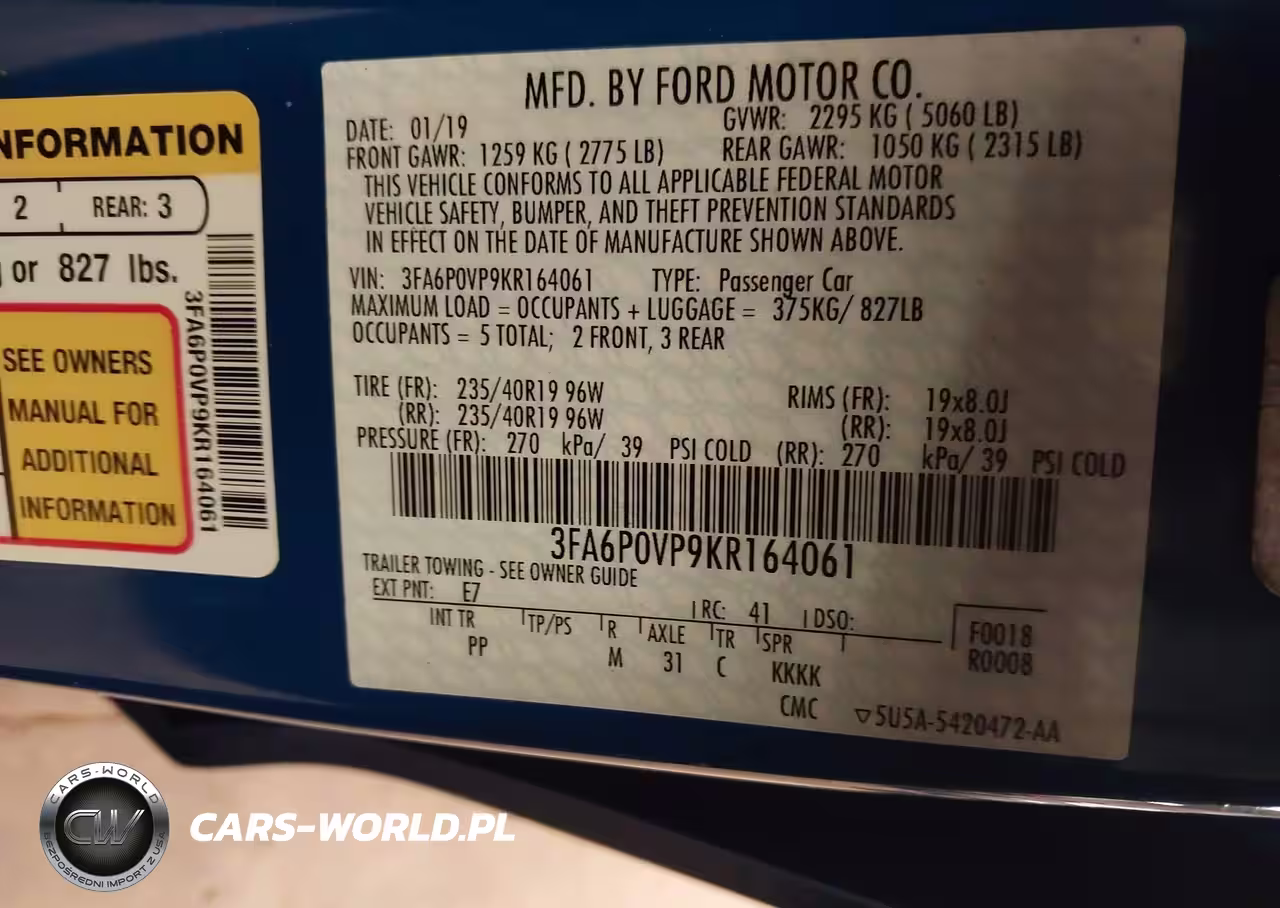 NFORMATION
2 REAR: 3
or 827 lbs.
SEE OWNERS
MANUAL FOR
ADDITIONAL
INFORMATION
3FA6P0VP9KR164061
MFD. BY FORD MOTOR CO.
DATE: 01/19 GVWR: 2295 KG ( 5060 LB)
FRONT GAWR: 1259 KG ( 2775 LB) REAR GAWR: 1050 KG ( 2315 LB)
THIS VEHICLE CONFORMS TO ALL APPLICABLE FEDERAL MOTOR
VEHICLE SAFETY, BUMPER, AND THEFT PREVENTION STANDARDS
IN EFFECT ON THE DATE OF MANUFACTURE SHOWN ABOVE.
VIN: 3FA6P0VP9KR164061 TYPE: Passenger Car
MAXIMUM LOAD = OCCUPANTS + LUGGAGE = 375KG/ 827LB
OCCUPANTS = 5 TOTAL; 2 FRONT, 3 REAR
TIRE (FR): 235/40R19 96W RIMS (FR): 19x8.0J
(RR): 235/40R19 96W (RR): 19x8.0J
PRESSURE (FR): 270 kPa/ 39 PSI COLD (RR): 270 kPa/ 39 PSI COLD
3FA6P0VP9KR164061
TRAILER TOWING - SEE OWNER GUIDE
EXT PNT: E7 RC: 41 DSO:
INT TR TP/PS R AXLE TR SPR F0018
PP M 31 C KKKK R0008
CMC ▽5U5A-5420472-AA
CARS-WORLD
CW
BEZPOŚREDNI IMPORT Z USA
CARS-WORLD.PL